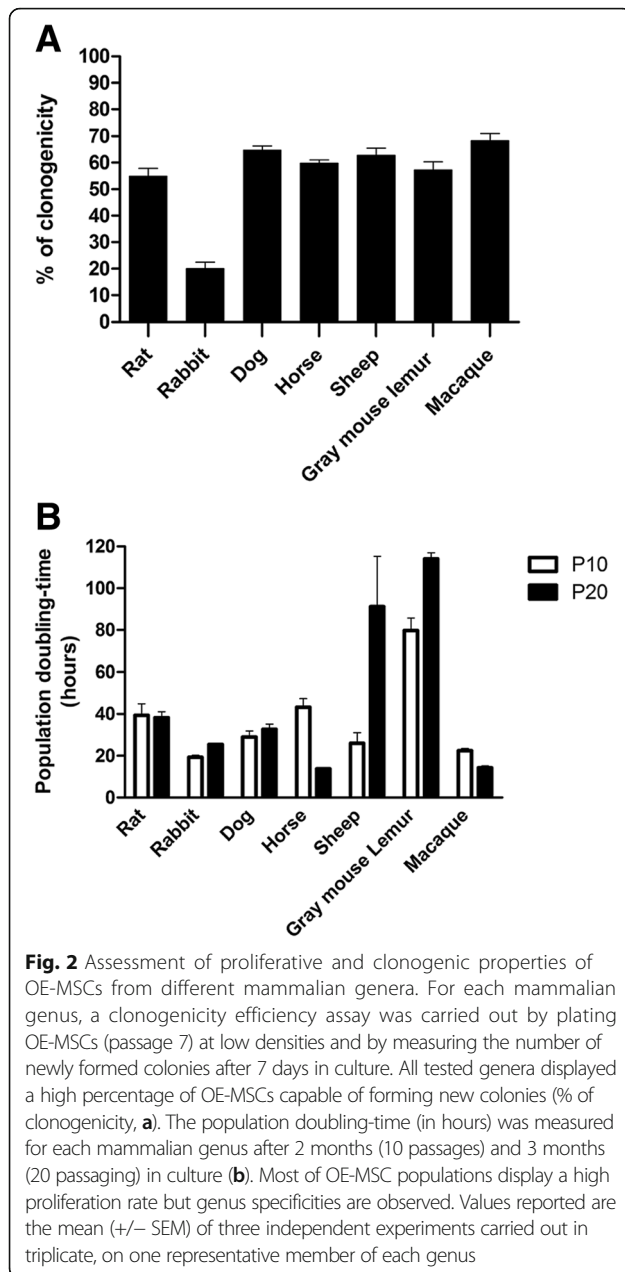 A
% of clonogenicity
100
90
80
70
60
50
40
30
20
10
0
Rat
Rabbit
Dog
Horse
Sheep
Gray mouse lemur
Macaque
B
Population doubling-time
(hours)
120
100
80
60
40
20
0
Rat
Rabbit
Dog
Horse
Sheep
Gray mouse Lemur
Macaque
P10
P20
Fig. 2 Assessment of proliferative and clonogenic properties of
OE-MSCs from different mammalian genera. For each mammalian
genus, a clonogenicity efficiency assay was carried out by plating
OE-MSCs (passage 7) at low densities and by measuring the number of
newly formed colonies after 7 days in culture. All tested genera displayed
a high percentage of OE-MSCs capable of forming new colonies (% of
clonogenicity, a). The population doubling-time (in hours) was measured
for each mammalian genus after 2 months (10 passages) and 3 months
(20 passaging) in culture (b). Most of OE-MSC populations display a high
proliferation rate but genus specificities are observed. Values reported are
the mean (+/− SEM) of three independent experiments carried out in
triplicate, on one representative member of each genus